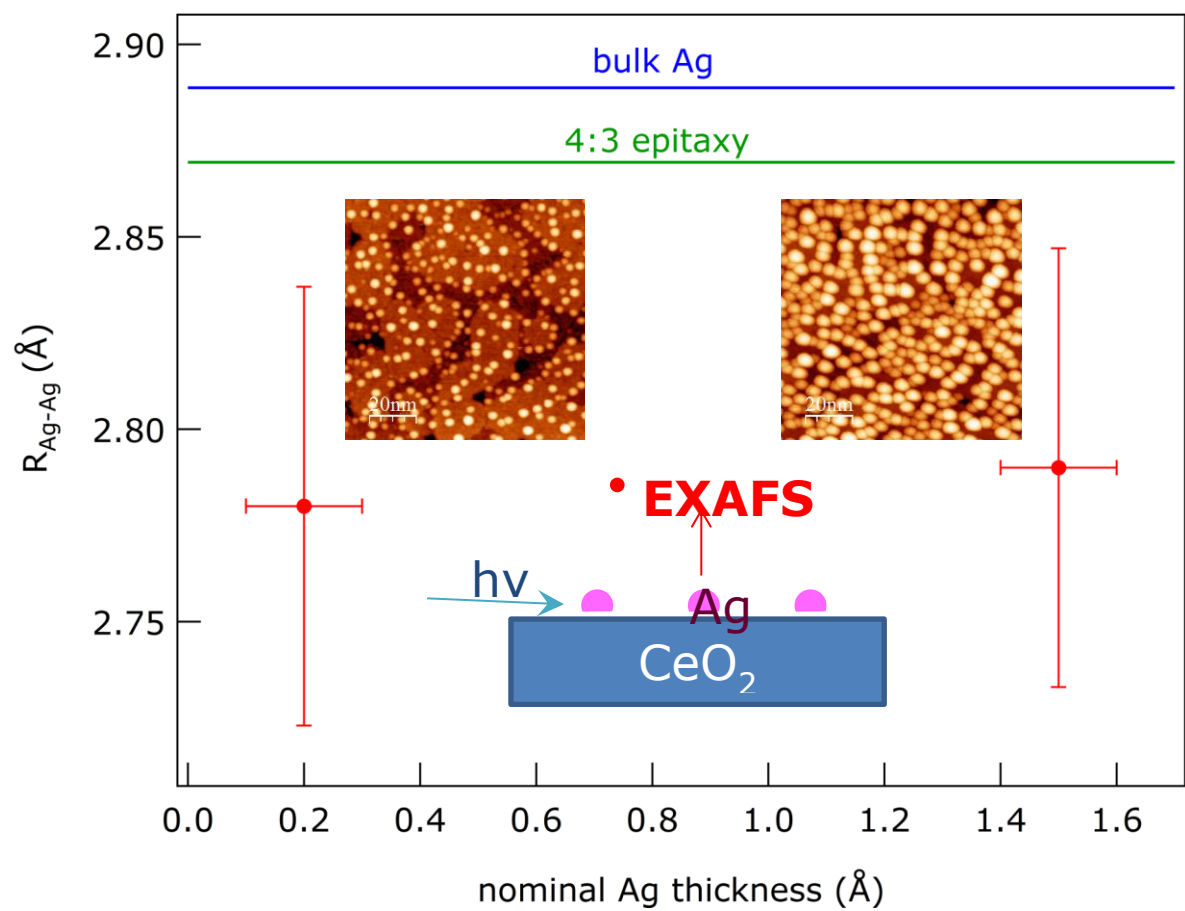 2.90
bulk Ag
4:3 epitaxy
2.85
R_Ag-Ag (Å)
20nm
20nm
2.80
EXAFS
hν
Ag
2.75
CeO₂
0.0 0.2 0.4 0.6 0.8 1.0 1.2 1.4 1.6
nominal Ag thickness (Å)